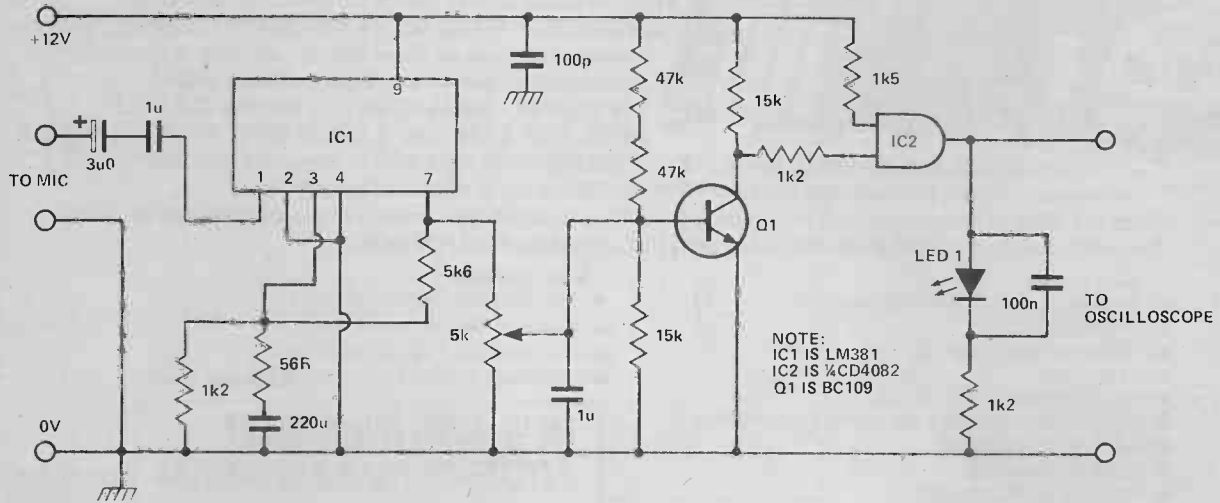 +12V
9
100p
47k
15k
1k5
1u
+
IC1
IC2
3u0
TO MIC
1 2 3 4 7
47k
1k2
Q1
5k6
LED 1
100n
TO
OSCILLOSCOPE
5k
15k
NOTE:
IC1 IS LM381
IC2 IS ¼CD4082
Q1 IS BC109
56R
1k2
220u
1u
1k2
0V